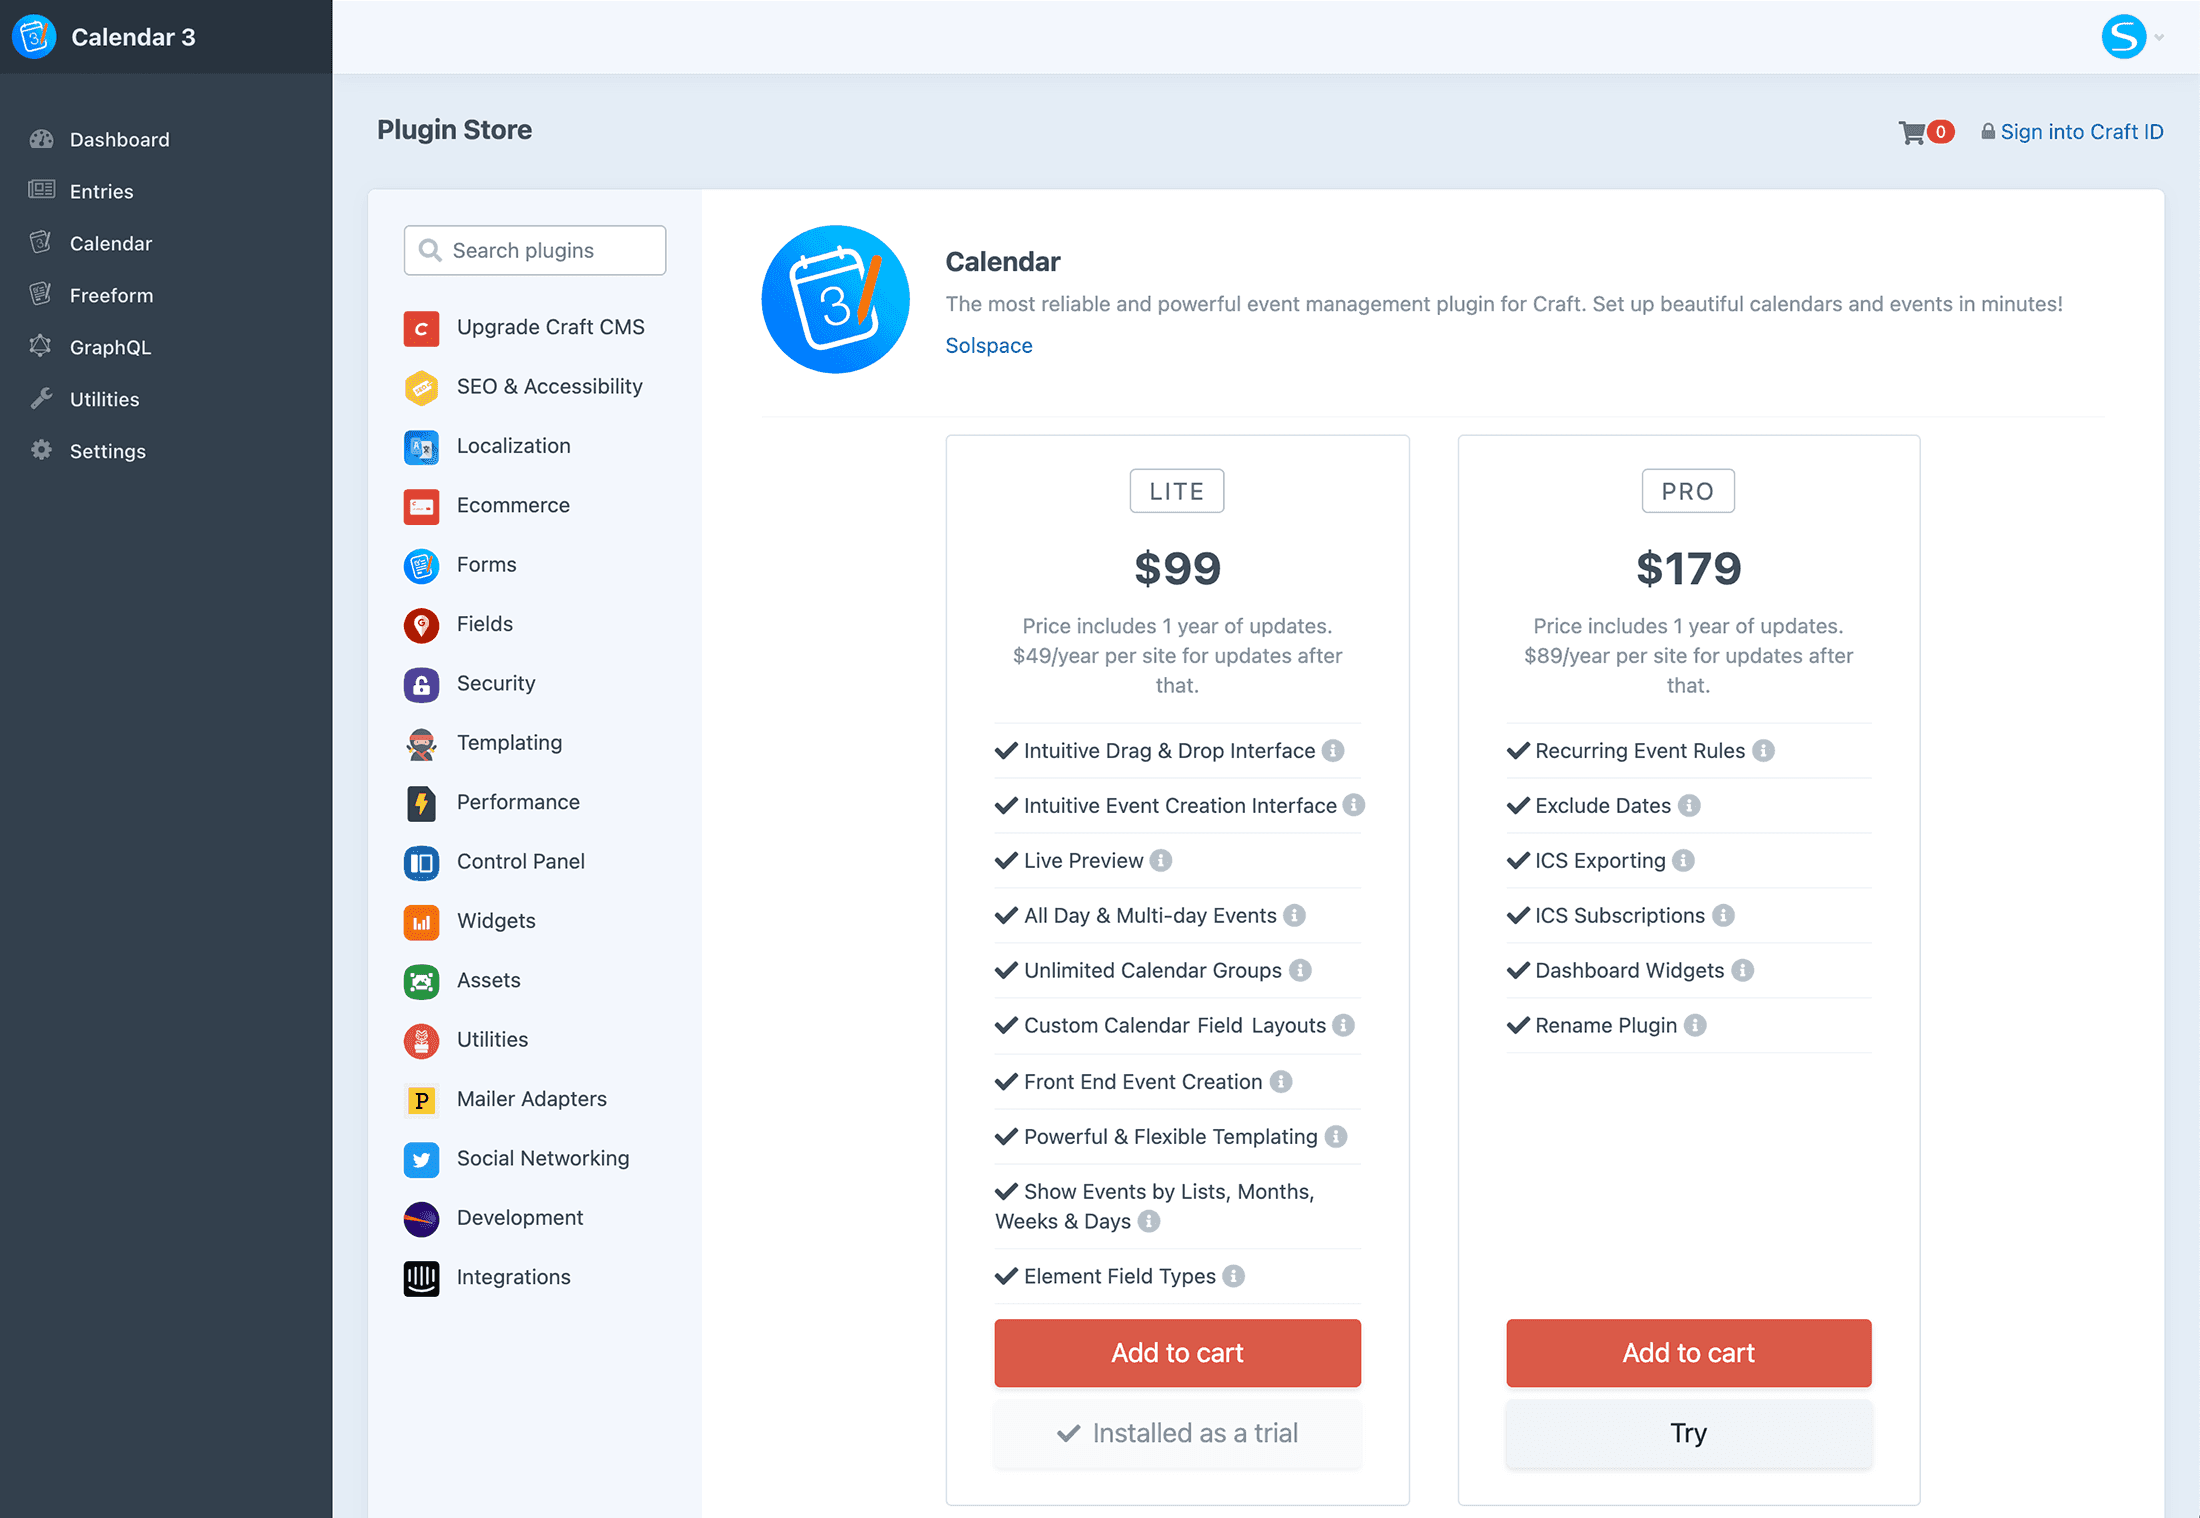 Calendar 3
Dashboard
Entries
Calendar
Freeform
GraphQL
Utilities
Settings
Plugin Store
0
Sign into Craft ID
Search plugins
Upgrade Craft CMS
SEO & Accessibility
Localization
Ecommerce
Forms
Fields
Security
Templating
Performance
Control Panel
Widgets
Assets
Utilities
Mailer Adapters
Social Networking
Development
Integrations
3
Calendar
The most reliable and powerful event management plugin for Craft. Set up beautiful calendars and events in minutes!
Solspace
LITE
$99
Price includes 1 year of updates.
$49/year per site for updates after
that.
Intuitive Drag & Drop Interface
Intuitive Event Creation Interface
Live Preview
All Day & Multi-day Events
Unlimited Calendar Groups
Custom Calendar Field Layouts
Front End Event Creation
Powerful & Flexible Templating
Show Events by Lists, Months,
Weeks & Days
Element Field Types
Add to cart
Installed as a trial
PRO
$179
Price includes 1 year of updates.
$89/year per site for updates after
that.
Recurring Event Rules
Exclude Dates
ICS Exporting
ICS Subscriptions
Dashboard Widgets
Rename Plugin
Add to cart
Try